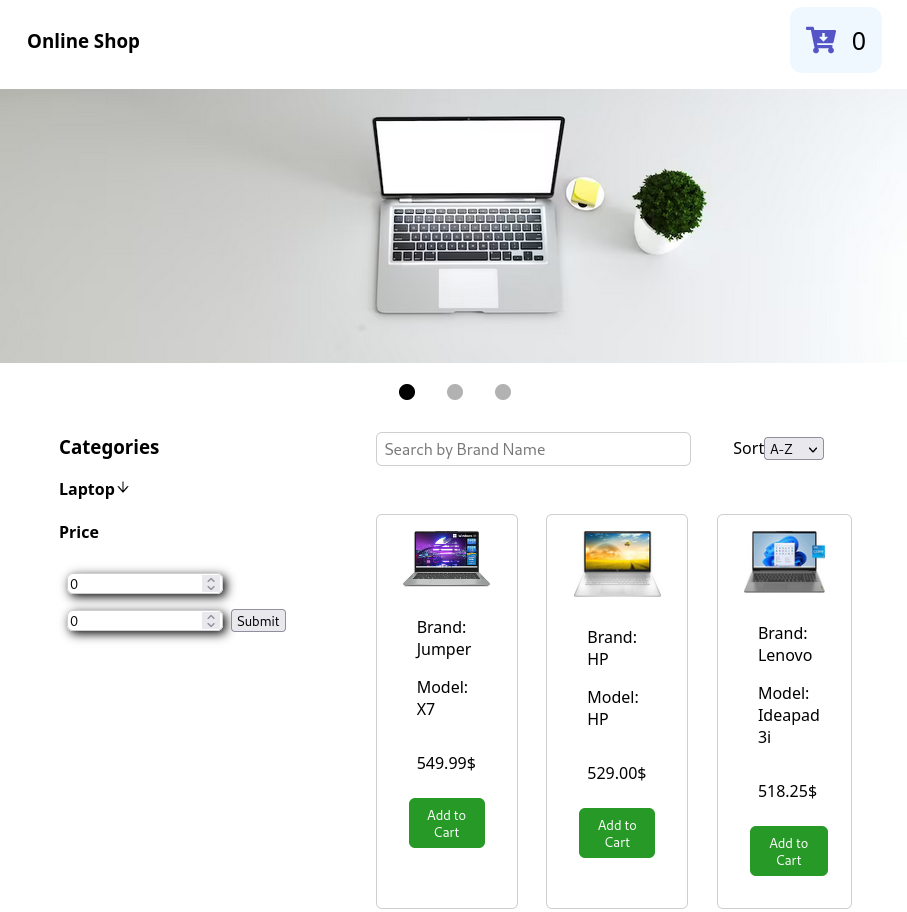 Online Shop
0
Categories
Search by Brand Name
Sort A-Z
Laptop
Price
0
0
Submit
Brand:
Jumper
Model:
X7
549.99$
Add to
Cart
Brand:
HP
Model:
HP
529.00$
Add to
Cart
Brand:
Lenovo
Model:
Ideapad
3i
518.25$
Add to
Cart